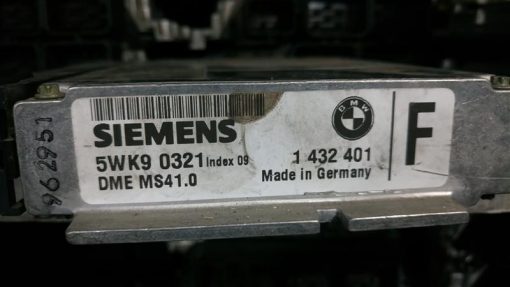 SIEMENS
BMW
F
5WK9 0321 Index 09 1 432 401
DME MS41.0 Made in Germany
962951